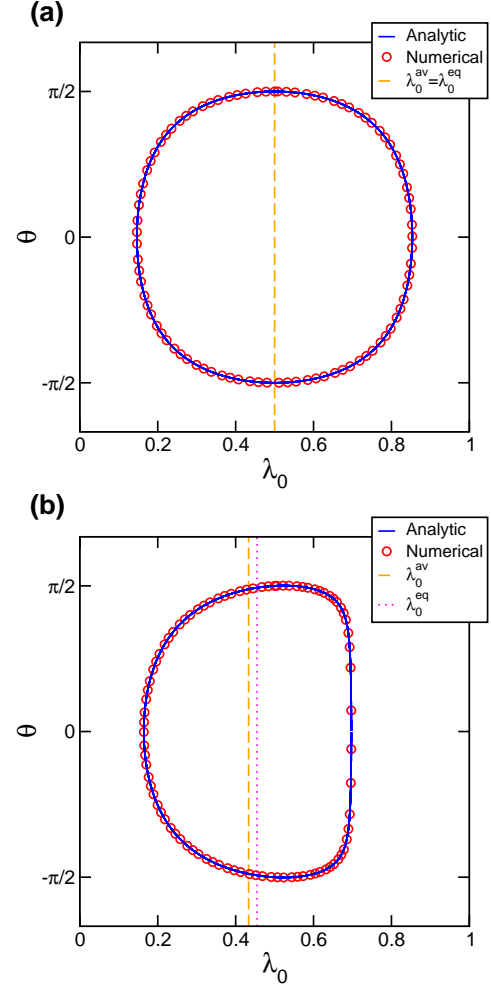 (a)
Analytic
Numerical
λ₀ᵃᵛ=λ₀ᵉq
π/2
θ
0
-π/2
0 0.2 0.4 0.6 0.8 1
λ₀
(b)
Analytic
Numerical
λ₀ᵃᵛ
λ₀ᵉq
π/2
θ
0
-π/2
0 0.2 0.4 0.6 0.8 1
λ₀